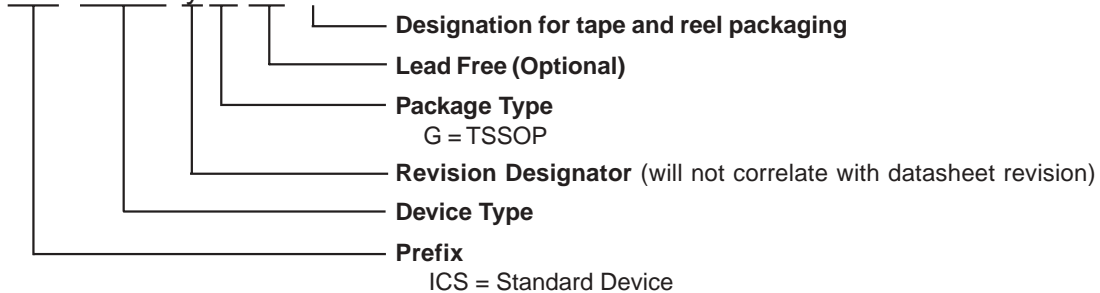 Designation for tape and reel packaging
Lead Free (Optional)
Package Type
G = TSSOP
Revision Designator (will not correlate with datasheet revision)
Device Type
Prefix
ICS = Standard Device